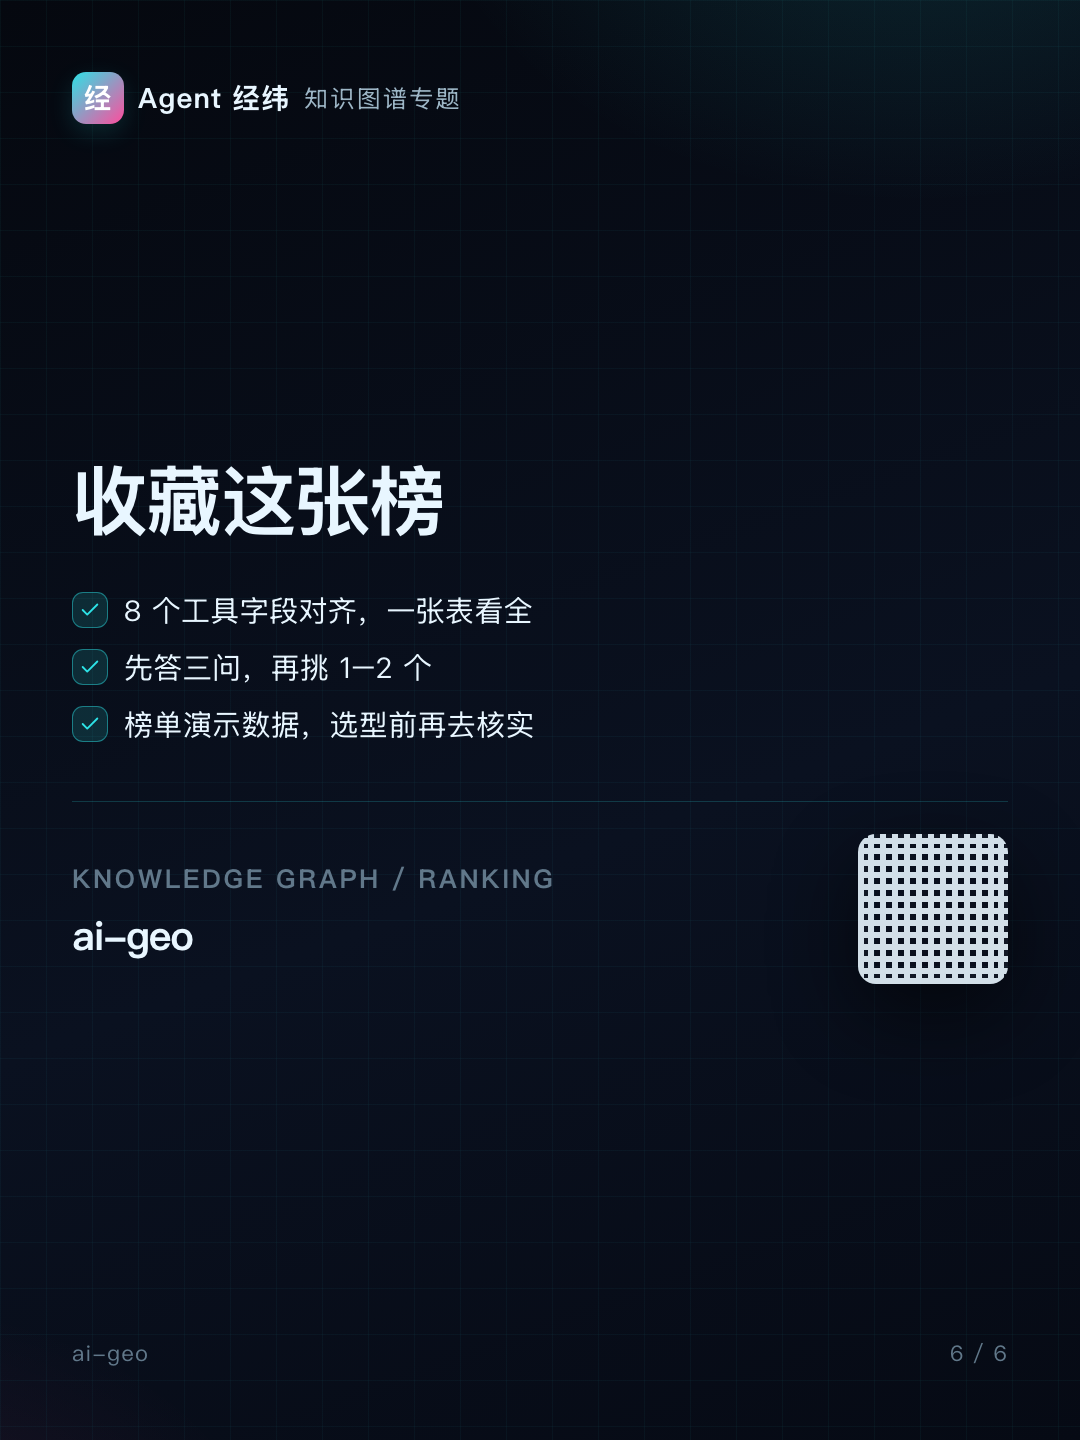 经 Agent 经纬 知识图谱专题
收藏这张榜
8 个工具字段对齐，一张表看全
先答三问，再挑 1—2 个
榜单演示数据，选型前再去核实
KNOWLEDGE GRAPH / RANKING
ai–geo
ai–geo 6 / 6